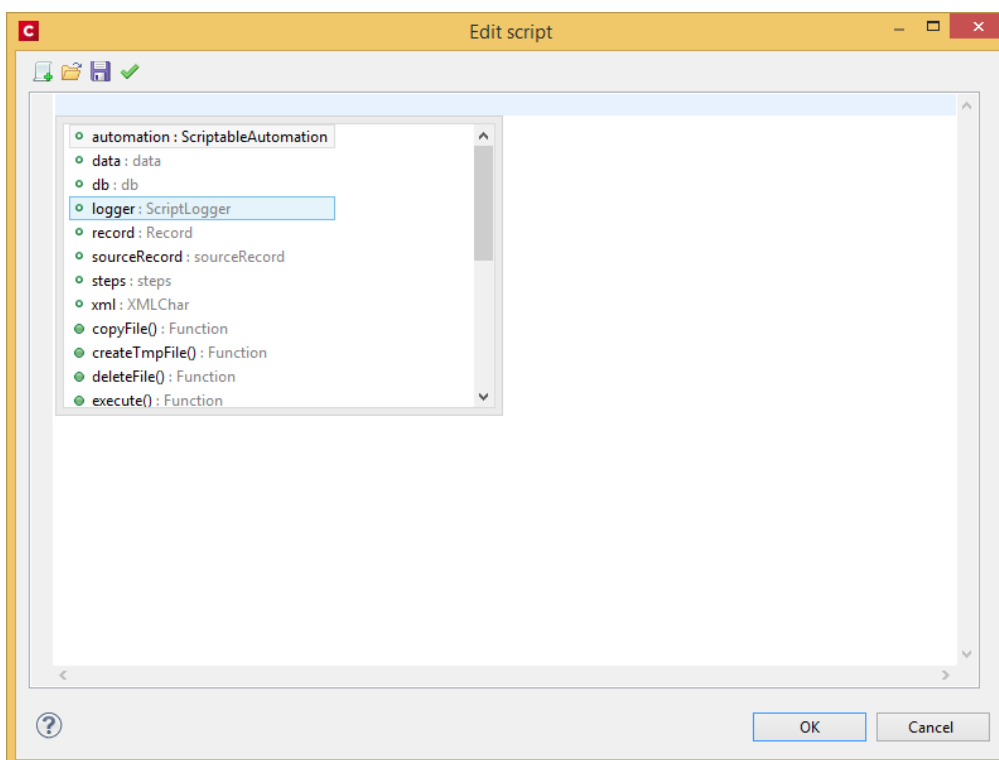 C
Edit script
automation : ScriptableAutomation
data : data
db : db
logger : ScriptLogger
record : Record
sourceRecord : sourceRecord
steps : steps
xml : XMLChar
copyFile() : Function
createTmpFile() : Function
deleteFile() : Function
execute() : Function
?
OK
Cancel